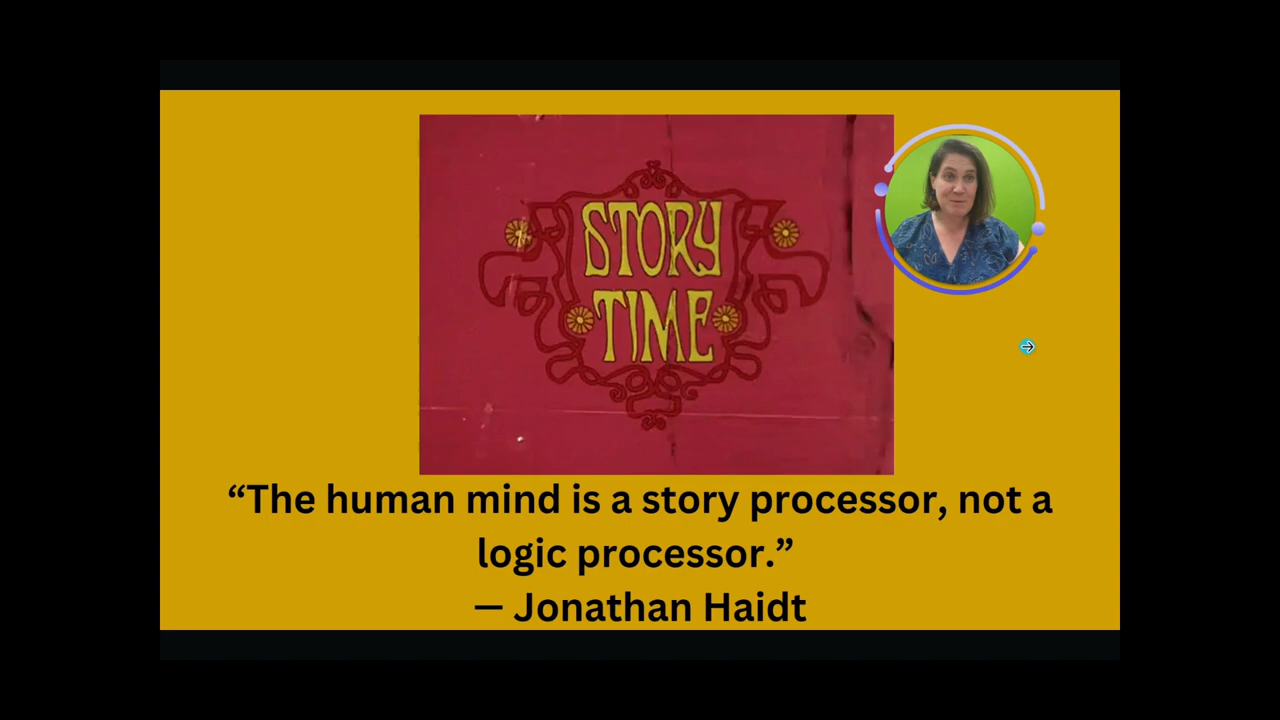 STORY
TIME
“The human mind is a story processor, not a
logic processor.”
— Jonathan Haidt